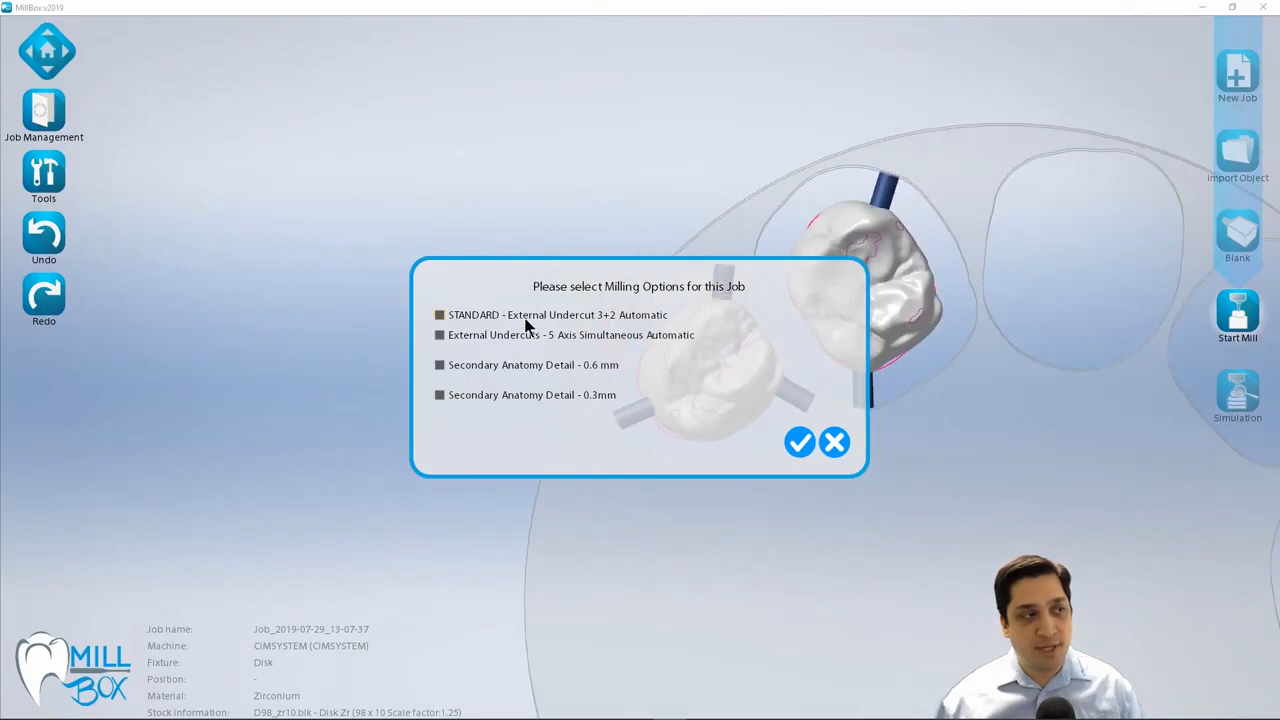 MillBox v2019
Job Management
Tools
Undo
Redo
New Job
Import Object
Blank
Start Mill
Simulation
Please select Milling Options for this Job
STANDARD - External Undercut 3+2 Automatic
External Undercuts - 5 Axis Simultaneous Automatic
Secondary Anatomy Detail - 0.6 mm
Secondary Anatomy Detail - 0.3mm
MILL
BOX
Job name: Job_2019-07-29_13-07-37
Machine: CIMSYSTEM (CIMSYSTEM)
Fixture: Disk
Position: -
Material: Zirconium
Stock information: D98_zr10.blk - Disk Zr (98 x 10 Scale factor:1.25)